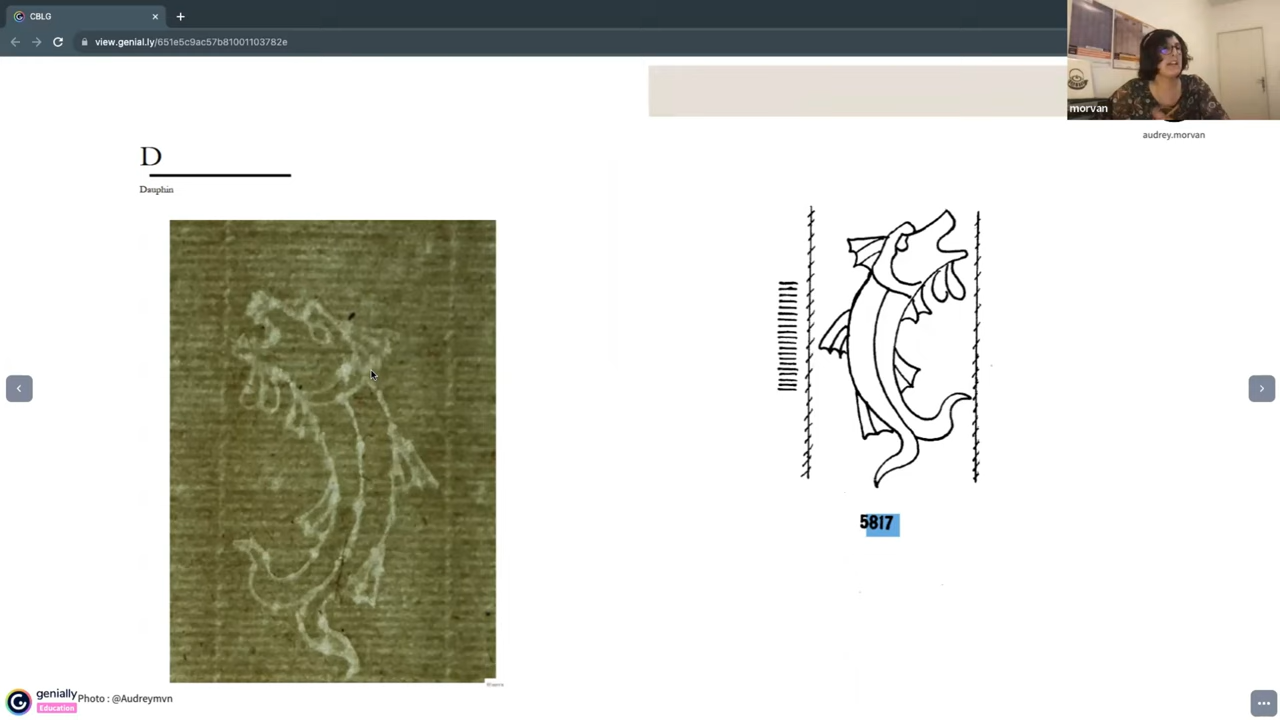 CBLG
view.genial.ly/651e5c9ac57b81001103782e
morvan
audrey.morvan
D
Dauphin
5817
genially
Education
Photo : @Audreymvn